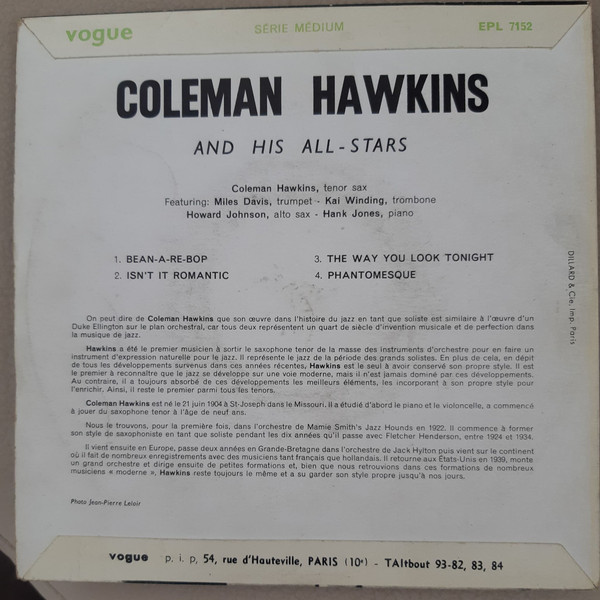 vogue SÉRIE MÉDIUM EPL 7152
COLEMAN HAWKINS
AND HIS ALL-STARS
Coleman Hawkins, tenor sax
Featuring: Miles Davis, trumpet - Kai Winding, trombone
Howard Johnson, alto sax - Hank Jones, piano
1. BEAN-A-RE-BOP
2. ISN'T IT ROMANTIC
3. THE WAY YOU LOOK TONIGHT
4. PHANTOMESQUE
On peut dire de Coleman Hawkins que son œuvre dans l'histoire du jazz en tant que soliste est similaire à l'œuvre d'un
Duke Ellington sur le plan orchestral, car tous deux représentent un quart de siècle d'invention musicale et de perfection dans
la musique de jazz.
Hawkins a été le premier musicien à sortir le saxophone tenor de la masse des instruments d'orchestre pour en faire un
instrument d'expression naturelle pour le jazz. Il représente le jazz de la période des grands solistes. En plus de cela, en dépit
de tous les développements survenus dans ces années récentes, Hawkins est le seul à avoir conservé son propre style. Il est
le premier à reconnaître que le jazz se développe sur une voie moderne, mais il n'est jamais dominé par ces développements.
Au contraire, il a toujours absorbé de ces développements les meilleurs éléments, les incorporant à son propre style pour
l'enrichir. Ainsi, il reste le premier parmi tous les tenors.
Coleman Hawkins est né le 21 juin 1904 à St-Joseph dans le Missouri. Il a étudié d'abord le piano et le violoncelle, a commencé
à jouer du saxophone tenor à l'âge de neuf ans.
Nous le trouvons, pour la première fois, dans l'orchestre de Mamie Smith's Jazz Hounds en 1922. Il commence à former
son style de saxophoniste en tant que soliste pendant les dix années qu'il passe avec Fletcher Henderson, entre 1924 et 1934.
Il vient ensuite en Europe, passe deux années en Grande-Bretagne dans l'orchestre de Jack Hylton puis vient sur le continent
où il fait de nombreux enregistrements avec des musiciens tant français que hollandais. Il retourne aux États-Unis en 1939, monte
un grand orchestre et dirige ensuite de petites formations et, bien que nous retrouvions dans ces formations de nombreux
musiciens « moderne », Hawkins reste toujours le même et a su garder son style propre jusqu'à nos jours.
Photo Jean-Pierre Leloir
DILLARD & Cie, Imp. Paris
vogue p. i. p, 54, rue d'Hauteville, PARIS (10e) - TAItbout 93-82, 83, 84